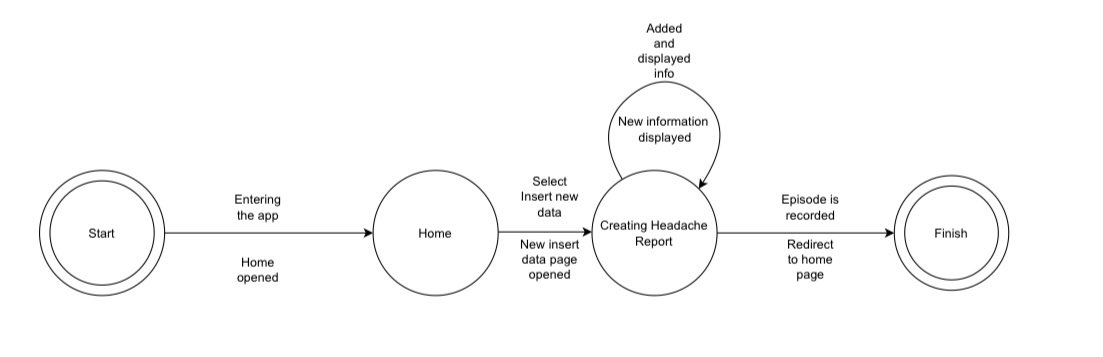 Added
and
displayed
info
New information
displayed
Start
Entering
the app
Home
opened
Home
Select
Insert new
data
New insert
data page
opened
Creating Headache
Report
Episode is
recorded
Redirect
to home
page
Finish